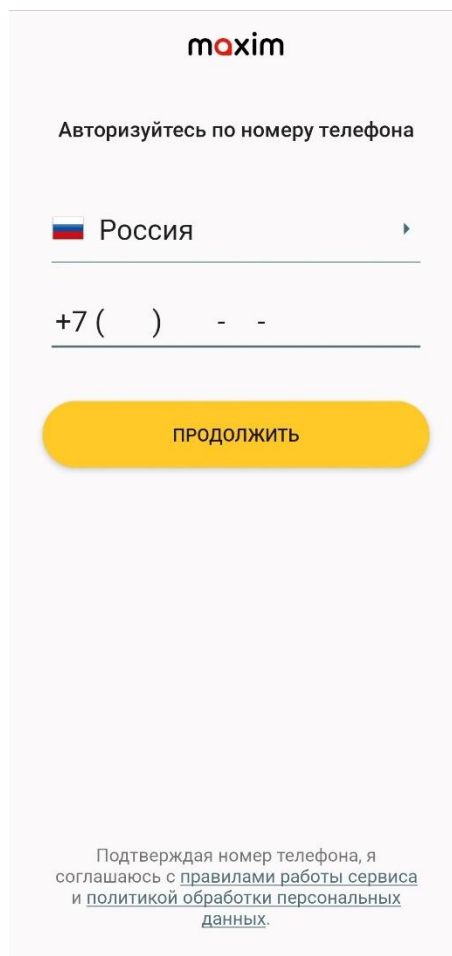 maxim
Авторизуйтесь по номеру телефона
Россия
+7 (    )    -  -
ПРОДОЛЖИТЬ
Подтверждая номер телефона, я
соглашаюсь с правилами работы сервиса
и политикой обработки персональных
данных.